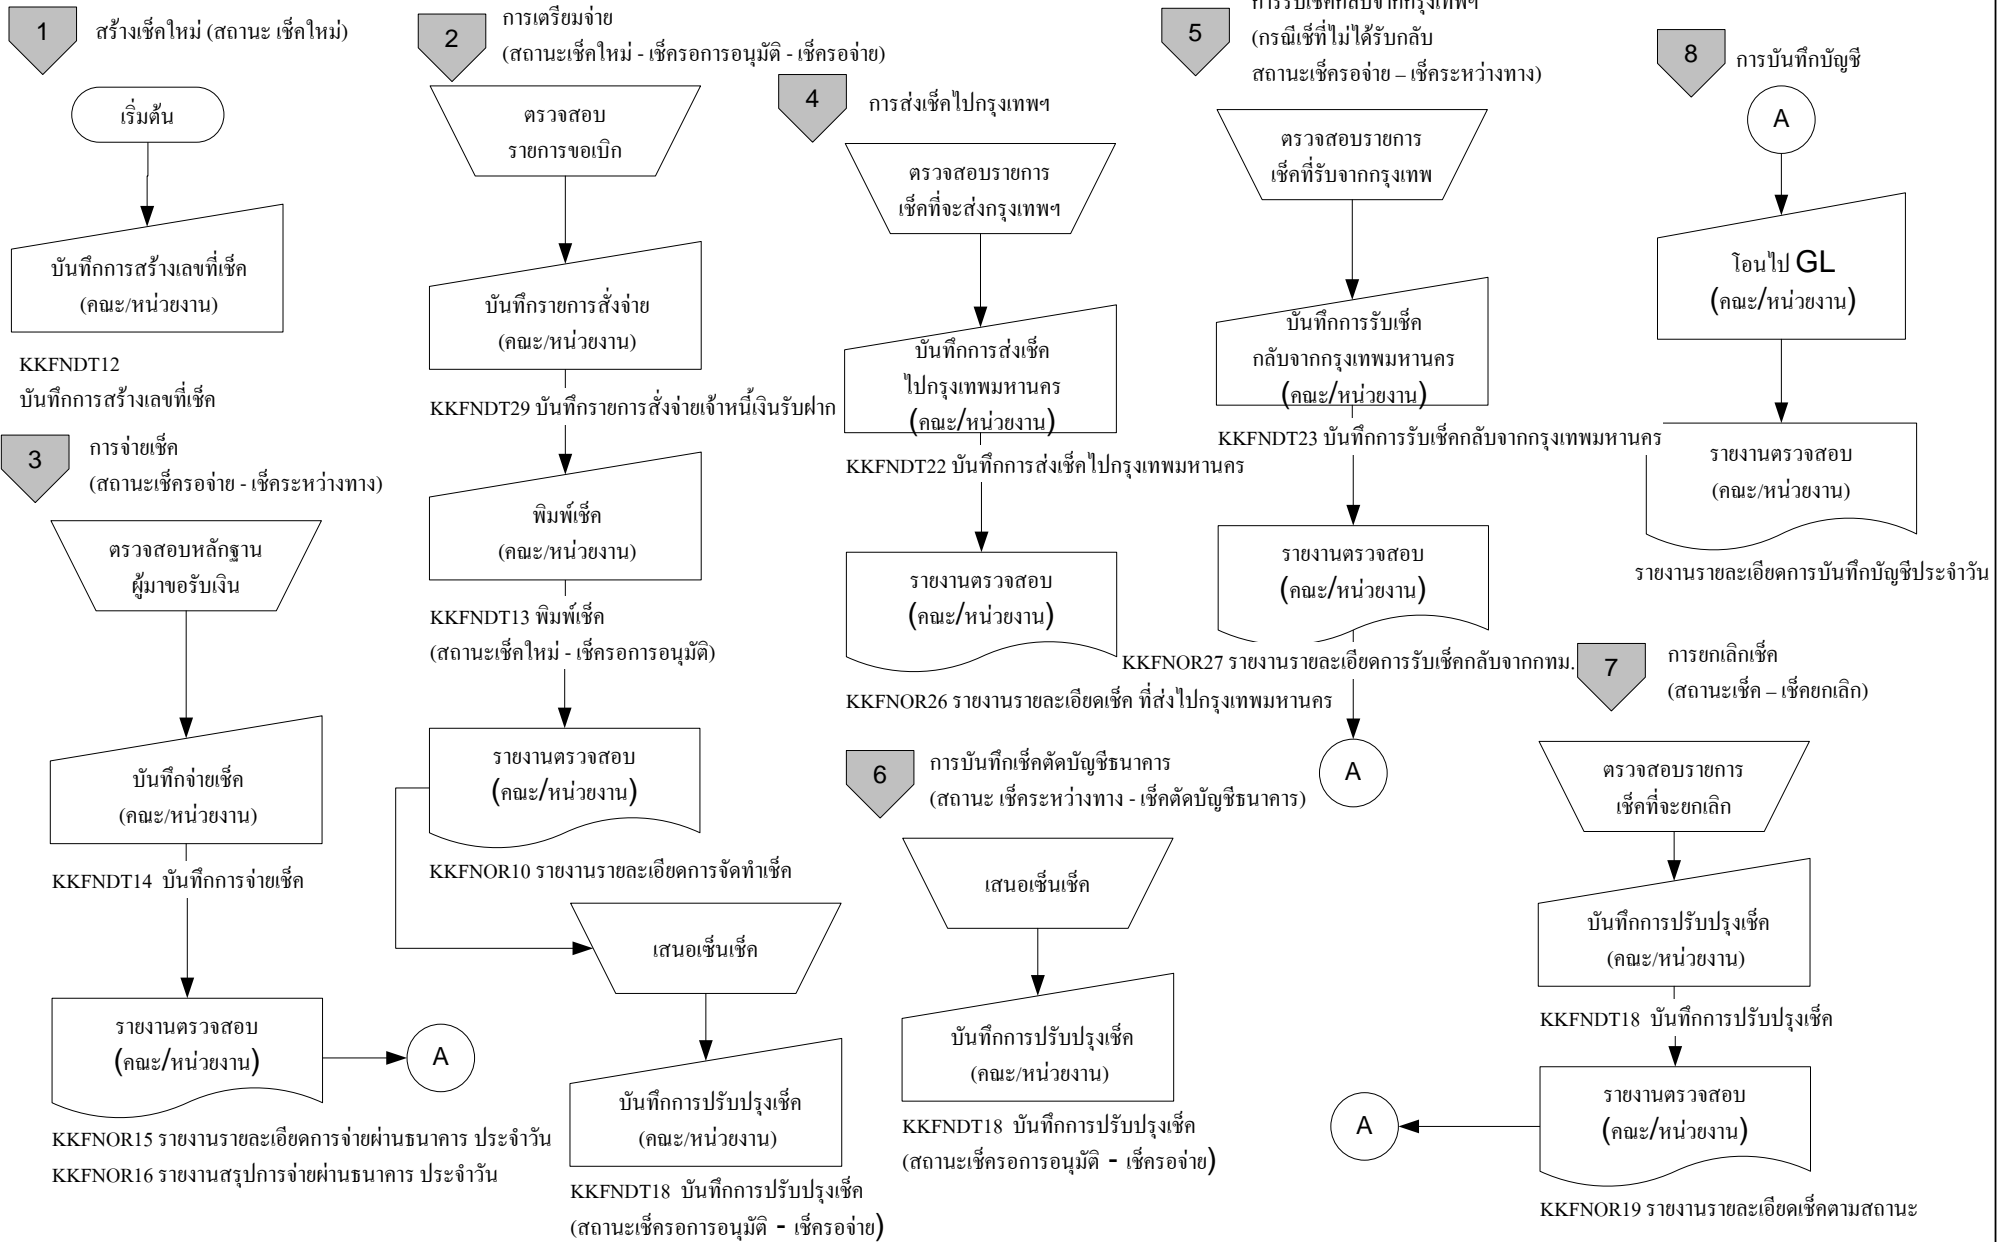 1
สร้างเช็คใหม่ (สถานะ เช็คใหม่)
เริ่มต้น
บันทึกการสร้างเลขที่เช็ค
(คณะ/หน่วยงาน)
KKFNDT12
บันทึกการสร้างเลขที่เช็ค
2
การเตรียมจ่าย
(สถานะเช็คใหม่ - เช็ครอการอนุมัติ - เช็ครอจ่าย)
ตรวจสอบ
รายการขอเบิก
บันทึกรายการสั่งจ่าย
(คณะ/หน่วยงาน)
KKFNDT29 บันทึกรายการสั่งจ่ายเจ้าหนี้เงินรับฝาก
พิมพ์เช็ค
(คณะ/หน่วยงาน)
KKFNDT13 พิมพ์เช็ค
(สถานะเช็คใหม่ - เช็ครอการอนุมัติ)
รายงานตรวจสอบ
(คณะ/หน่วยงาน)
KKFNOR10 รายงานรายละเอียดการจัดทำเช็ค
เสนอเซ็นเช็ค
บันทึกการปรับปรุงเช็ค
(คณะ/หน่วยงาน)
KKFNDT18 บันทึกการปรับปรุงเช็ค
(สถานะเช็ครอการอนุมัติ - เช็ครอจ่าย)
3
การจ่ายเช็ค
(สถานะเช็ครอจ่าย - เช็คระหว่างทาง)
ตรวจสอบหลักฐาน
ผู้มาขอรับเงิน
บันทึกจ่ายเช็ค
(คณะ/หน่วยงาน)
KKFNDT14 บันทึกการจ่ายเช็ค
รายงานตรวจสอบ
(คณะ/หน่วยงาน)
A
KKFNOR15 รายงานรายละเอียดการจ่ายผ่านธนาคาร ประจำวัน
KKFNOR16 รายงานสรุปการจ่ายผ่านธนาคาร ประจำวัน
4
การส่งเช็คไปกรุงเทพฯ
ตรวจสอบรายการ
เช็คที่จะส่งกรุงเทพฯ
บันทึกการส่งเช็ค
ไปกรุงเทพมหานคร
(คณะ/หน่วยงาน)
KKFNDT22 บันทึกการส่งเช็คไปกรุงเทพมหานคร
รายงานตรวจสอบ
(คณะ/หน่วยงาน)
KKFNOR26 รายงานรายละเอียดเช็ค ที่ส่งไปกรุงเทพมหานคร
5
การรับเช็คกลับจากกรุงเทพฯ
(กรณีเช็ที่ไม่ได้รับกลับ
สถานะเช็ครอจ่าย – เช็คระหว่างทาง)
ตรวจสอบรายการ
เช็คที่รับจากกรุงเทพ
บันทึกการรับเช็ค
กลับจากกรุงเทพมหานคร
(คณะ/หน่วยงาน)
KKFNDT23 บันทึกการรับเช็คกลับจากกรุงเทพมหานคร
รายงานตรวจสอบ
(คณะ/หน่วยงาน)
KKFNOR27 รายงานรายละเอียดการรับเช็คกลับจากกทม.
A
6
การบันทึกเช็คตัดบัญชีธนาคาร
(สถานะ เช็คระหว่างทาง - เช็คตัดบัญชีธนาคาร)
เสนอเซ็นเช็ค
บันทึกการปรับปรุงเช็ค
(คณะ/หน่วยงาน)
KKFNDT18 บันทึกการปรับปรุงเช็ค
(สถานะเช็ครอการอนุมัติ - เช็ครอจ่าย)
8
การบันทึกบัญชี
A
โอนไป GL
(คณะ/หน่วยงาน)
รายงานตรวจสอบ
(คณะ/หน่วยงาน)
รายงานรายละเอียดการบันทึกบัญชีประจำวัน
7
การยกเลิกเช็ค
(สถานะเช็ค – เช็คยกเลิก)
ตรวจสอบรายการ
เช็คที่จะยกเลิก
บันทึกการปรับปรุงเช็ค
(คณะ/หน่วยงาน)
KKFNDT18 บันทึกการปรับปรุงเช็ค
รายงานตรวจสอบ
(คณะ/หน่วยงาน)
A
KKFNOR19 รายงานรายละเอียดเช็คตามสถานะ